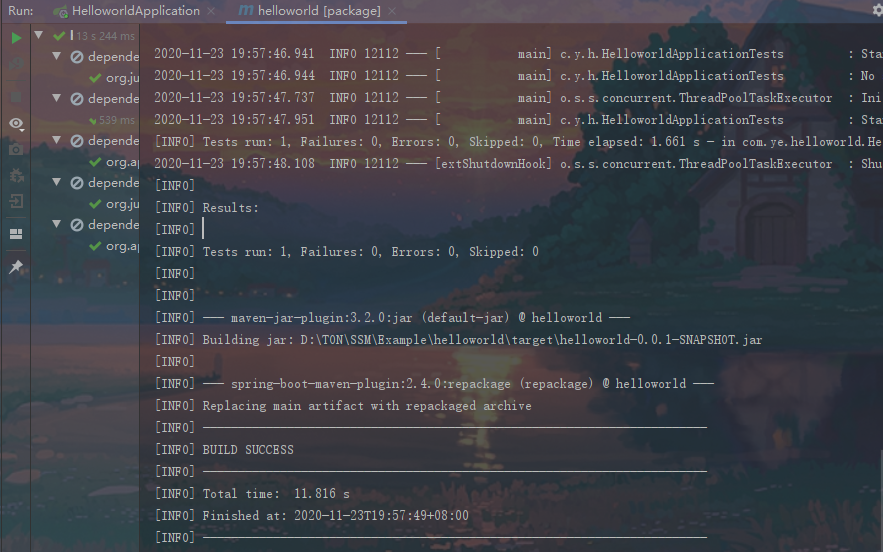 Run: HelloworldApplication × m helloworld [package] ×
13 s 244 ms
depende
org.ju
depende
539 ms
depende
org.ap
depende
org.ju
depende
org.ap
2020-11-23 19:57:46.941 INFO 12112 --- [ main] c.y.h.HelloworldApplicationTests : Sta
2020-11-23 19:57:46.944 INFO 12112 --- [ main] c.y.h.HelloworldApplicationTests : No
2020-11-23 19:57:47.737 INFO 12112 --- [ main] o.s.s.concurrent.ThreadPoolTaskExecutor : Ini
2020-11-23 19:57:47.951 INFO 12112 --- [ main] c.y.h.HelloworldApplicationTests : Sta
[INFO] Tests run: 1, Failures: 0, Errors: 0, Skipped: 0, Time elapsed: 1.661 s - in com.ye.helloworld.He
2020-11-23 19:57:48.108 INFO 12112 --- [extShutdownHook] o.s.s.concurrent.ThreadPoolTaskExecutor : Shu
[INFO]
[INFO] Results:
[INFO]
[INFO] Tests run: 1, Failures: 0, Errors: 0, Skipped: 0
[INFO]
[INFO]
[INFO] --- maven-jar-plugin:3.2.0:jar (default-jar) @ helloworld ---
[INFO] Building jar: D:\TON\SSM\Example\helloworld\target\helloworld-0.0.1-SNAPSHOT.jar
[INFO]
[INFO] --- spring-boot-maven-plugin:2.4.0:repackage (repackage) @ helloworld ---
[INFO] Replacing main artifact with repackaged archive
[INFO] ------------------------------------------------------------------------
[INFO] BUILD SUCCESS
[INFO] ------------------------------------------------------------------------
[INFO] Total time: 11.816 s
[INFO] Finished at: 2020-11-23T19:57:49+08:00
[INFO] ------------------------------------------------------------------------